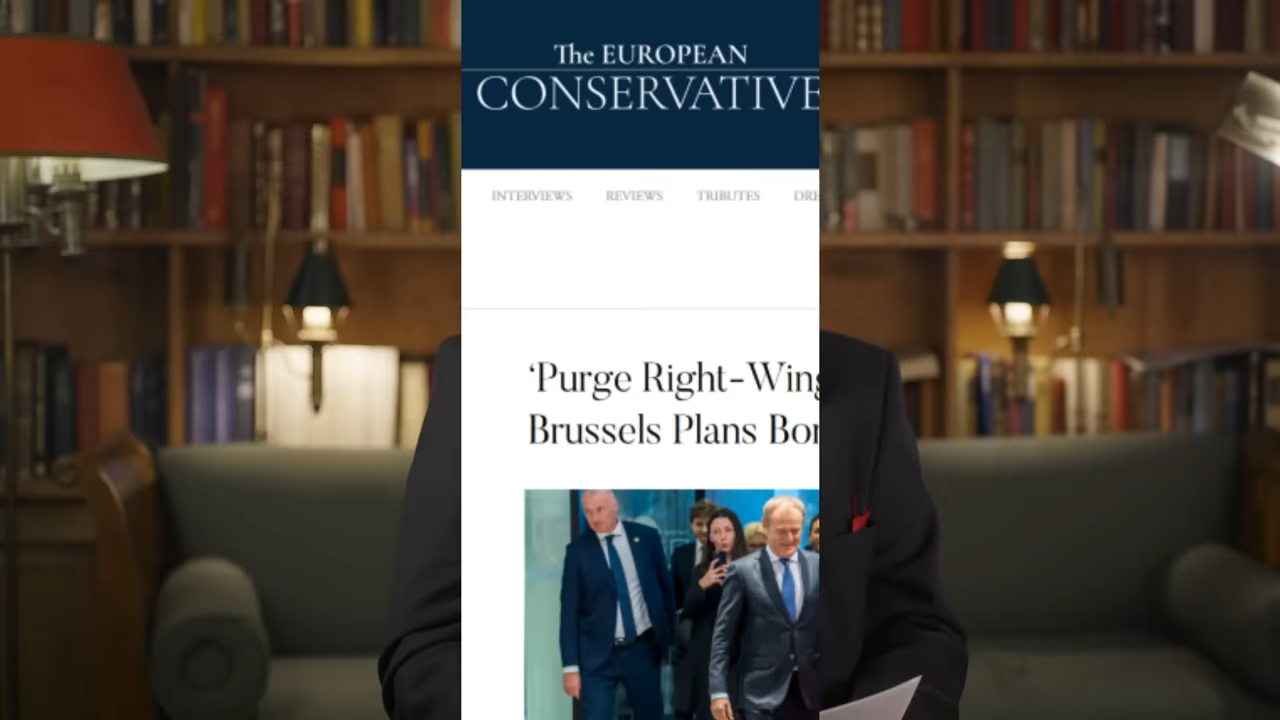 The EUROPEAN
CONSERVATIVE
INTERVIEWS REVIEWS TRIBUTES
'Purge Right-Wing
Brussels Plans